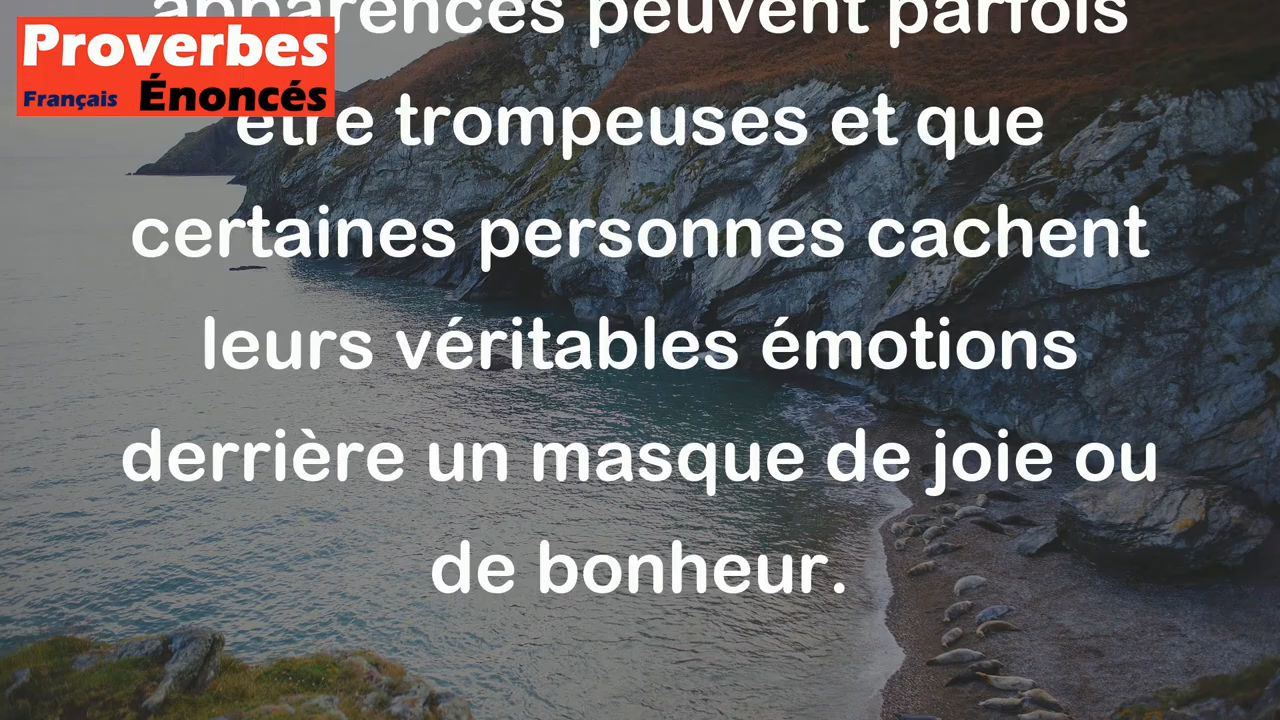 Proverbes
Français Énoncés
apparences peuvent parfois
être trompeuses et que
certaines personnes cachent
leurs véritables émotions
derrière un masque de joie ou
de bonheur.